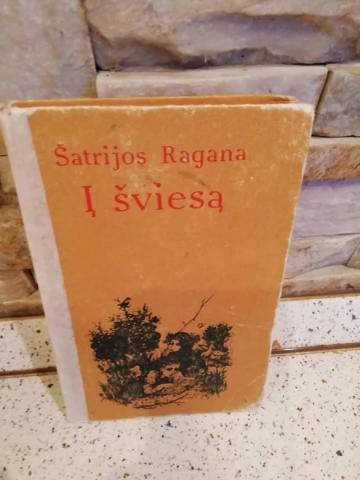 Šatrijos Ragana
Į šviesą